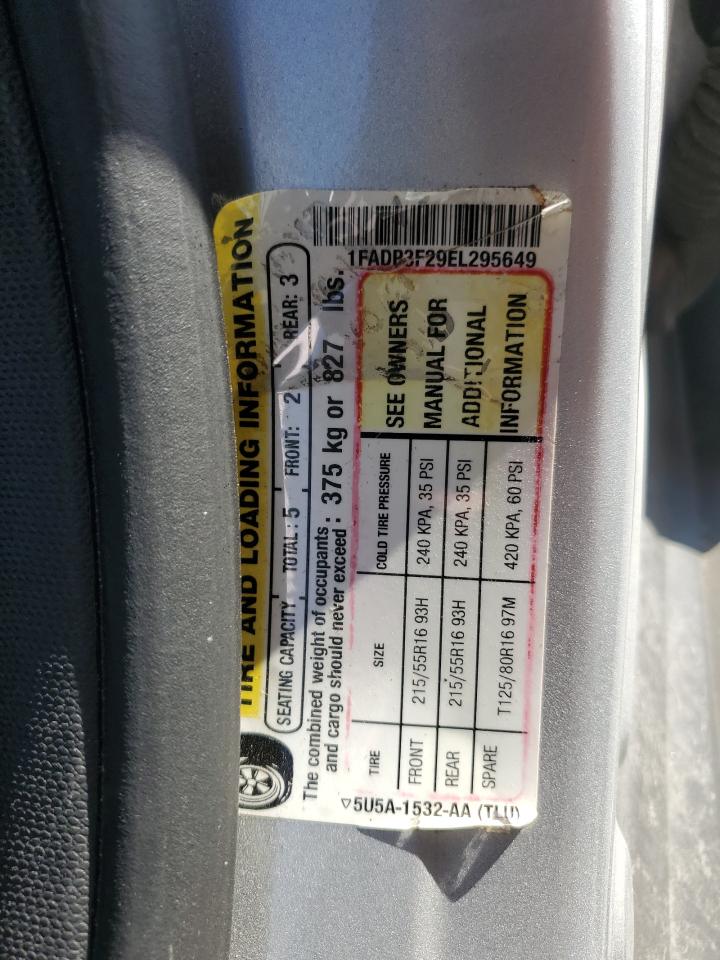 TIRE AND LOADING INFORMATION
SEATING CAPACITY TOTAL : 5 FRONT: 2 REAR: 3
The combined weight of occupants
and cargo should never exceed : 375 kg or 827 lbs.
TIRE SIZE COLD TIRE PRESSURE
FRONT 215/55R16 93H 240 KPA, 35 PSI
REAR 215/55R16 93H 240 KPA, 35 PSI
SPARE T125/80R16 97M 420 KPA, 60 PSI
SEE OWNERS
MANUAL FOR
ADDITIONAL
INFORMATION
1FADP3F29EL295649
▽5U5A-1532-AA (TLU)